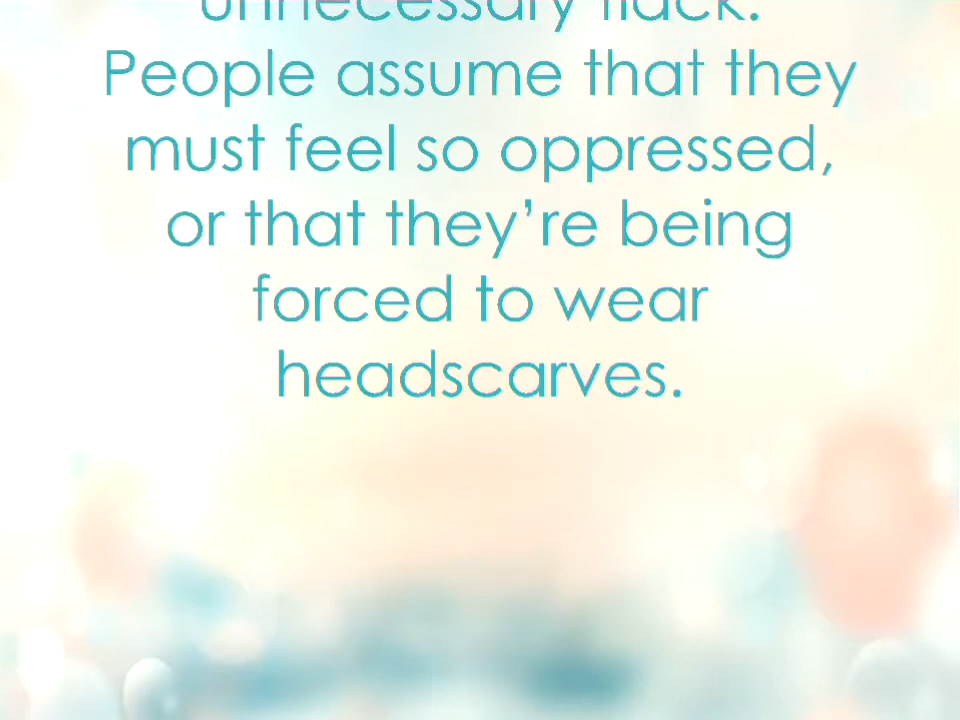 unnecessary flack.
People assume that they
must feel so oppressed,
or that they’re being
forced to wear
headscarves.